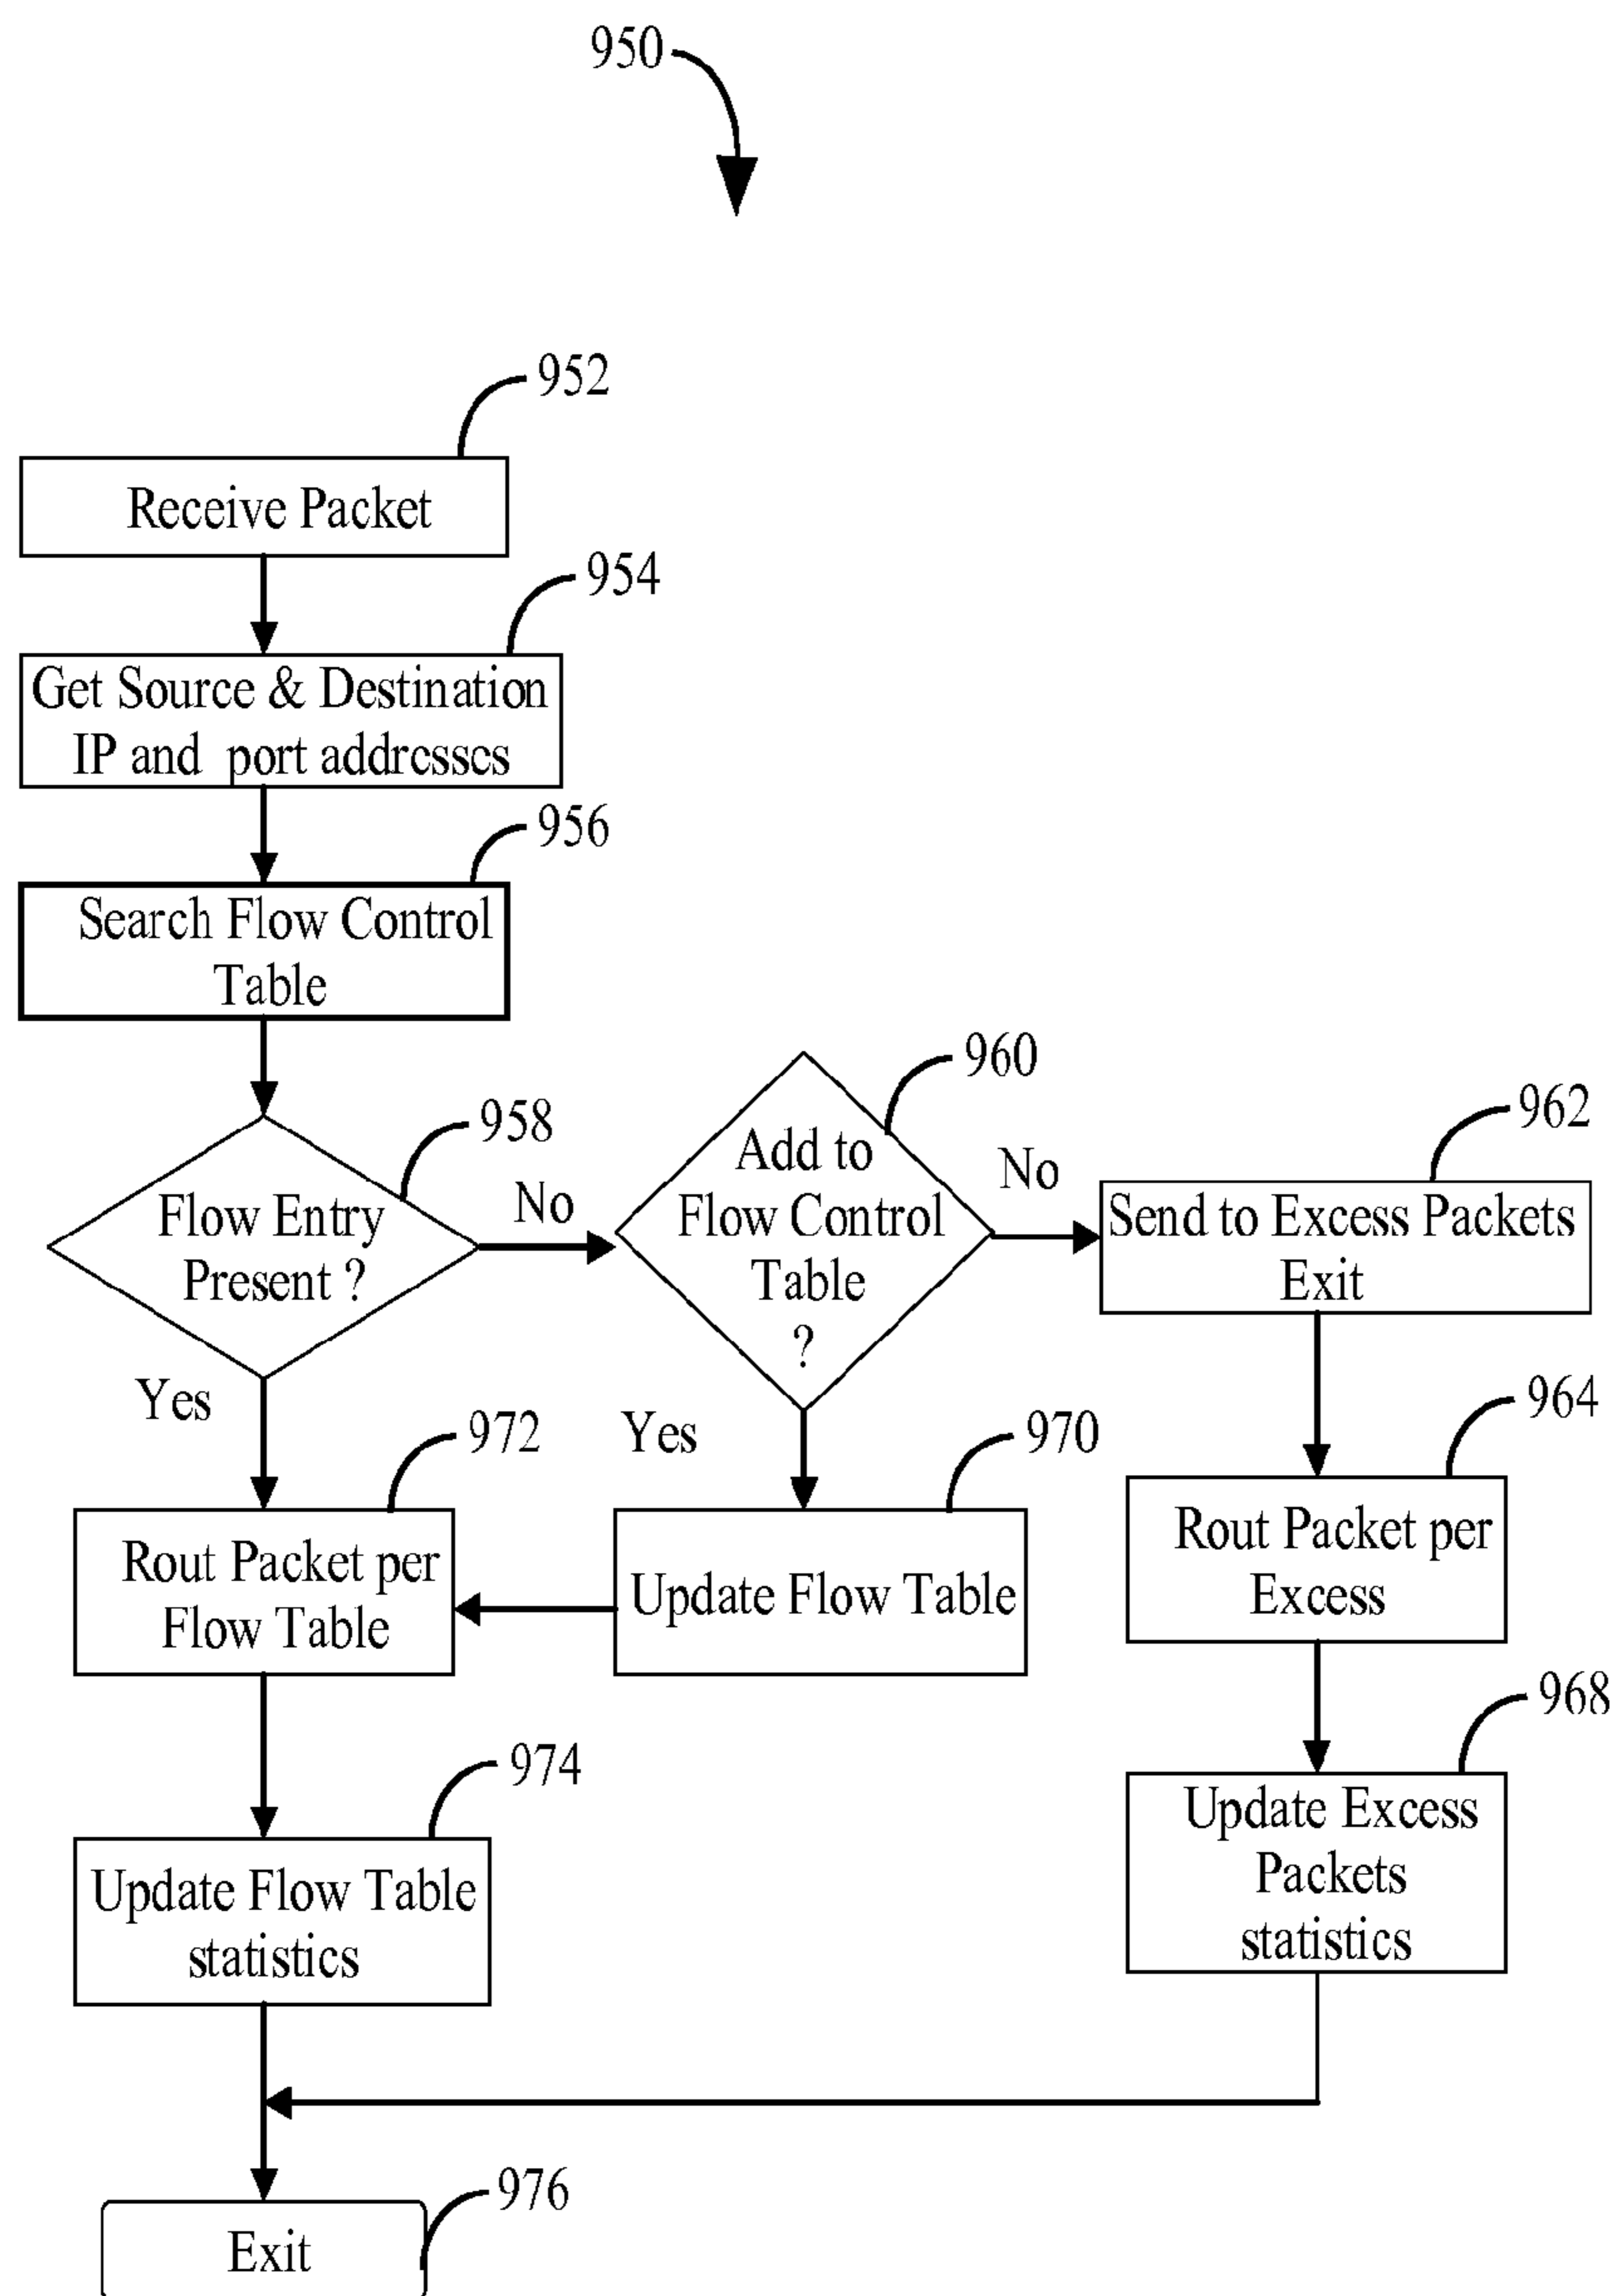 950
952
Receive Packet
954
Get Source & Destination
IP and port addresses
956
Search Flow Control
Table
958
Flow Entry
Present ?
No
960
Add to
Flow Control
Table
?
No
962
Send to Excess Packets
Exit
Yes
972
Rout Packet per
Flow Table
Yes
970
Update Flow Table
964
Rout Packet per
Excess
974
Update Flow Table
statistics
968
Update Excess
Packets
statistics
976
Exit